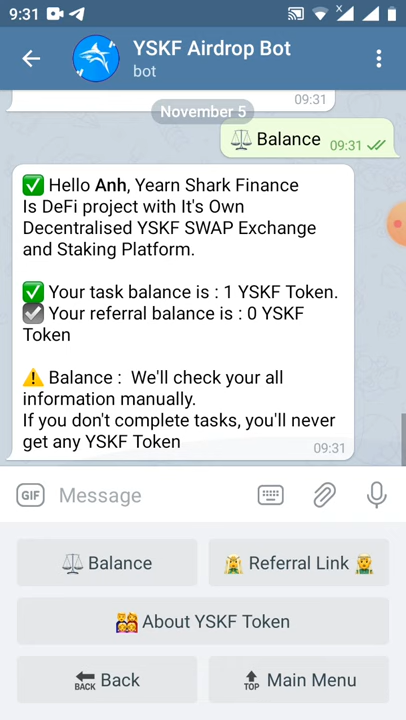 9:31
YSKF Airdrop Bot
bot
09:31
November 5
⚖️ Balance 09:31
✅ Hello Anh, Yearn Shark Finance
Is DeFi project with It's Own
Decentralised YSKF SWAP Exchange
and Staking Platform.
✅ Your task balance is : 1 YSKF Token.
☑️ Your referral balance is : 0 YSKF
Token
⚠️ Balance :  We'll check your all
information manually.
If you don't complete tasks, you'll never
get any YSKF Token
09:31
GIF Message
⚖️ Balance
Referral Link
About YSKF Token
BACK Back
TOP Main Menu